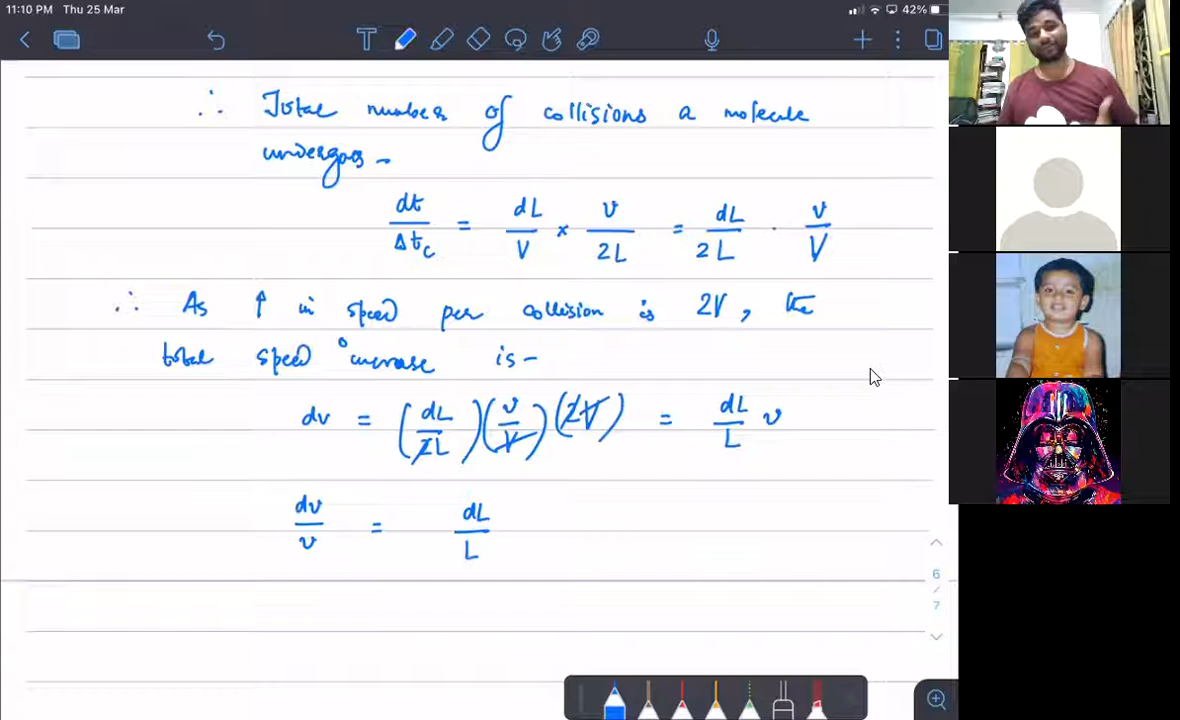 11:10 PM Thu 25 Mar
42%
∴ Total number of collisions a molecule
undergoes –
dt/Δt_c = dL/V × v/2L = dL/2L · v/V
∴ As ↑ in speed per collision is 2V, the
total speed increase is –
dv = (dL/2L)(v/V)(2V) = dL/L v
dv/v = dL/L
6
/
7